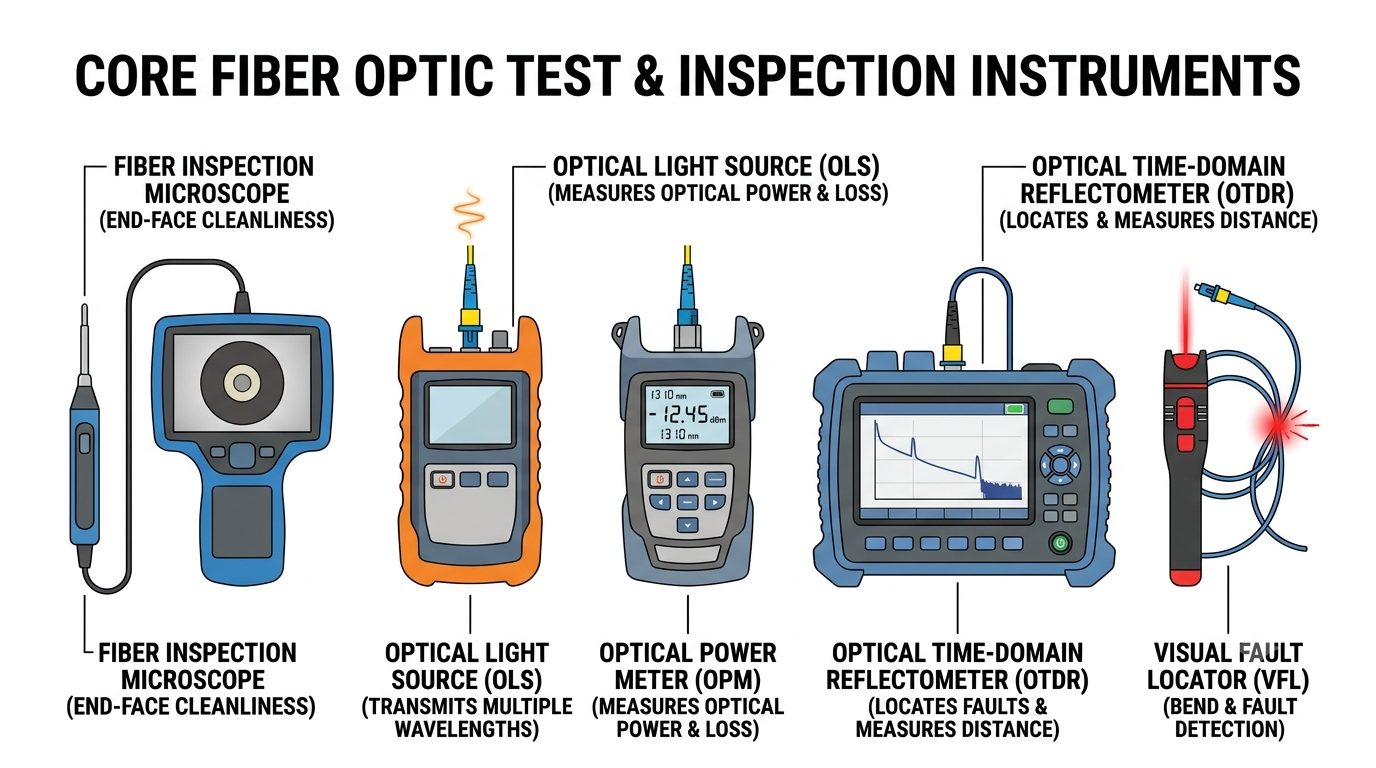 CORE FIBER OPTIC TEST & INSPECTION INSTRUMENTS
FIBER INSPECTION
MICROSCOPE
(END-FACE CLEANLINESS)
OPTICAL LIGHT SOURCE (OLS)
(MEASURES OPTICAL POWER & LOSS)
OPTICAL TIME-DOMAIN
REFLECTOMETER (OTDR)
(LOCATES & MEASURES DISTANCE)
1310 nm
-12.45 dBm
1310 nm
FIBER INSPECTION
MICROSCOPE
(END-FACE CLEANLINESS)
OPTICAL LIGHT
SOURCE (OLS)
(TRANSMITS MULTIPLE
WAVELENGTHS)
OPTICAL POWER
METER (OPM)
(MEASURES OPTICAL
POWER & LOSS)
OPTICAL TIME-DOMAIN
REFLECTOMETER (OTDR)
(LOCATES FAULTS &
MEASURES DISTANCE)
VISUAL FAULT
LOCATOR (VFL)
(BEND & FAULT
DETECTION)